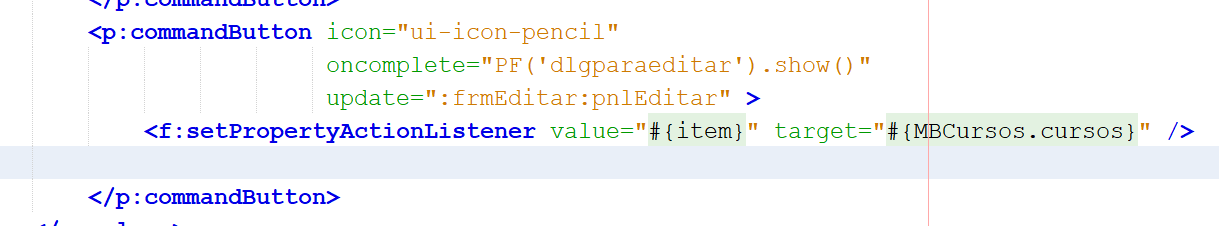 </p:commandButton>
<p:commandButton icon="ui-icon-pencil"
oncomplete="PF('dlgparaeditar').show()"
update=":frmEditar:pnlEditar" >
<f:setPropertyActionListener value="#{item}" target="#{MBCursos.cursos}" />
</p:commandButton>